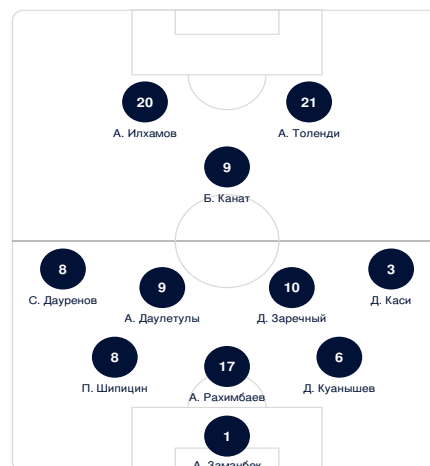 20
21
А. Илхамов
А. Толенди
9
Б. Канат
8
3
С. Дауренов
Д. Каси
9
10
А. Даулетулы
Д. Заречный
8
17
6
П. Шипицин
А. Рахимбаев
Д. Куанышев
1
А. Заманбек